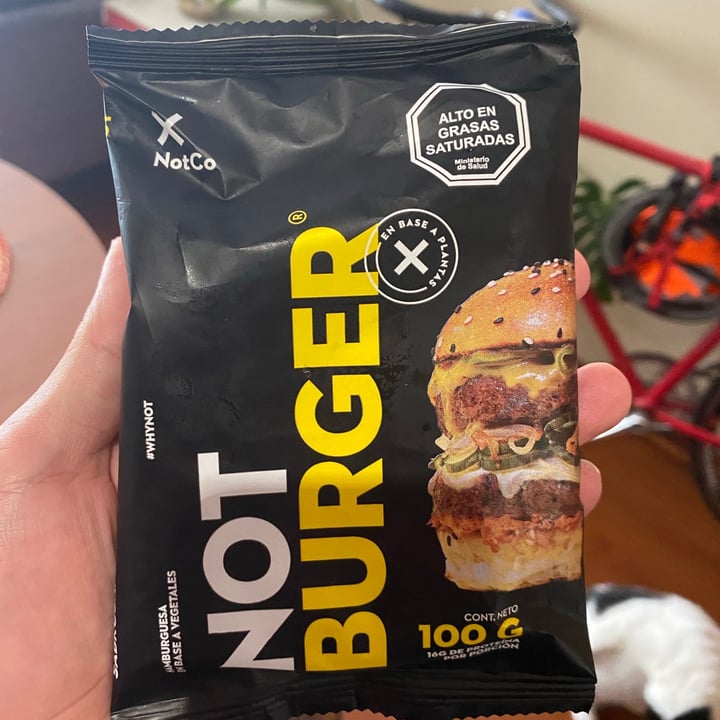 NotCo
ALTO EN
GRASAS
SATURADAS
Ministerio
de Salud
EN BASE A PLANTAS
NOT
BURGER®
#WHYNOT
HAMBURGUESA
EN BASE A VEGETALES
CONT. NETO
100 G
16G DE PROTEÍNA
POR PORCIÓN